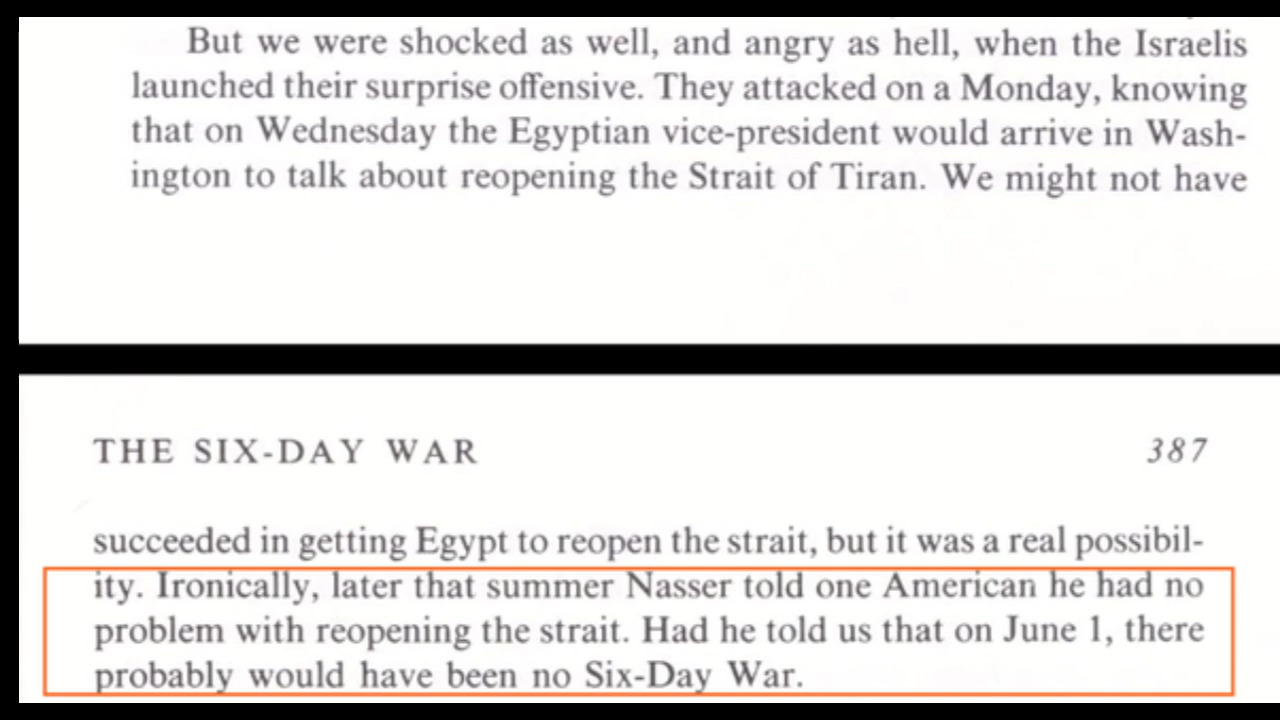 But we were shocked as well, and angry as hell, when the Israelis
launched their surprise offensive. They attacked on a Monday, knowing
that on Wednesday the Egyptian vice-president would arrive in Wash-
ington to talk about reopening the Strait of Tiran. We might not have
THE SIX-DAY WAR 387
succeeded in getting Egypt to reopen the strait, but it was a real possibil-
ity. Ironically, later that summer Nasser told one American he had no
problem with reopening the strait. Had he told us that on June 1, there
probably would have been no Six-Day War.